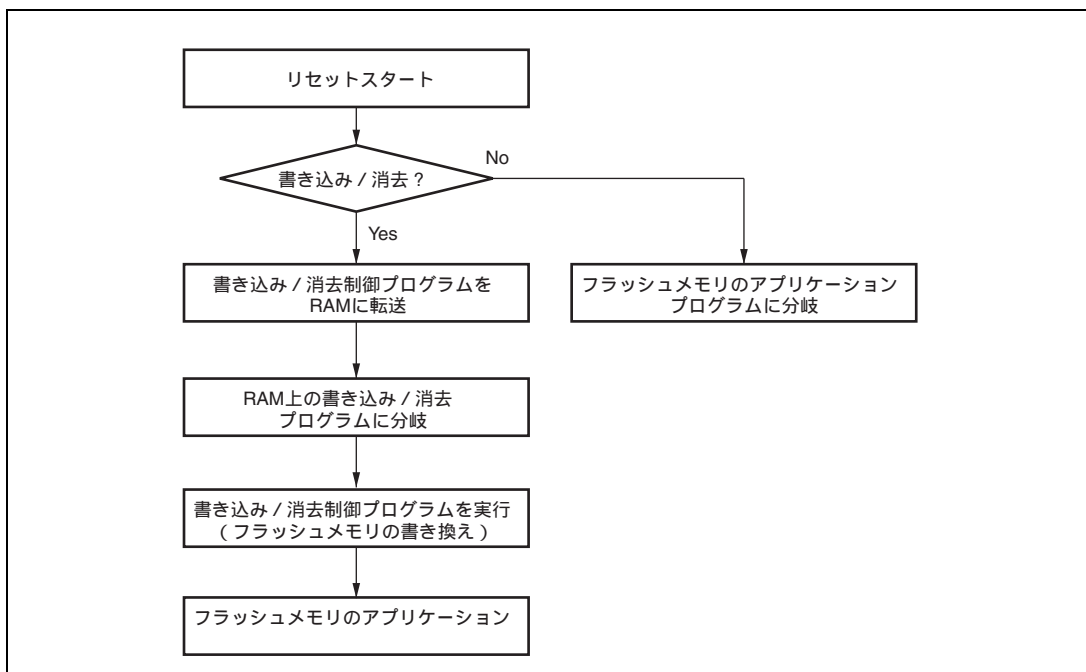 リセットスタート
書き込み / 消去 ?
No
Yes
書き込み / 消去制御プログラムを
RAMに転送
フラッシュメモリのアプリケーション
プログラムに分岐
RAM上の書き込み / 消去
プログラムに分岐
書き込み / 消去制御プログラムを実行
( フラッシュメモリの書き換え )
フラッシュメモリのアプリケーション